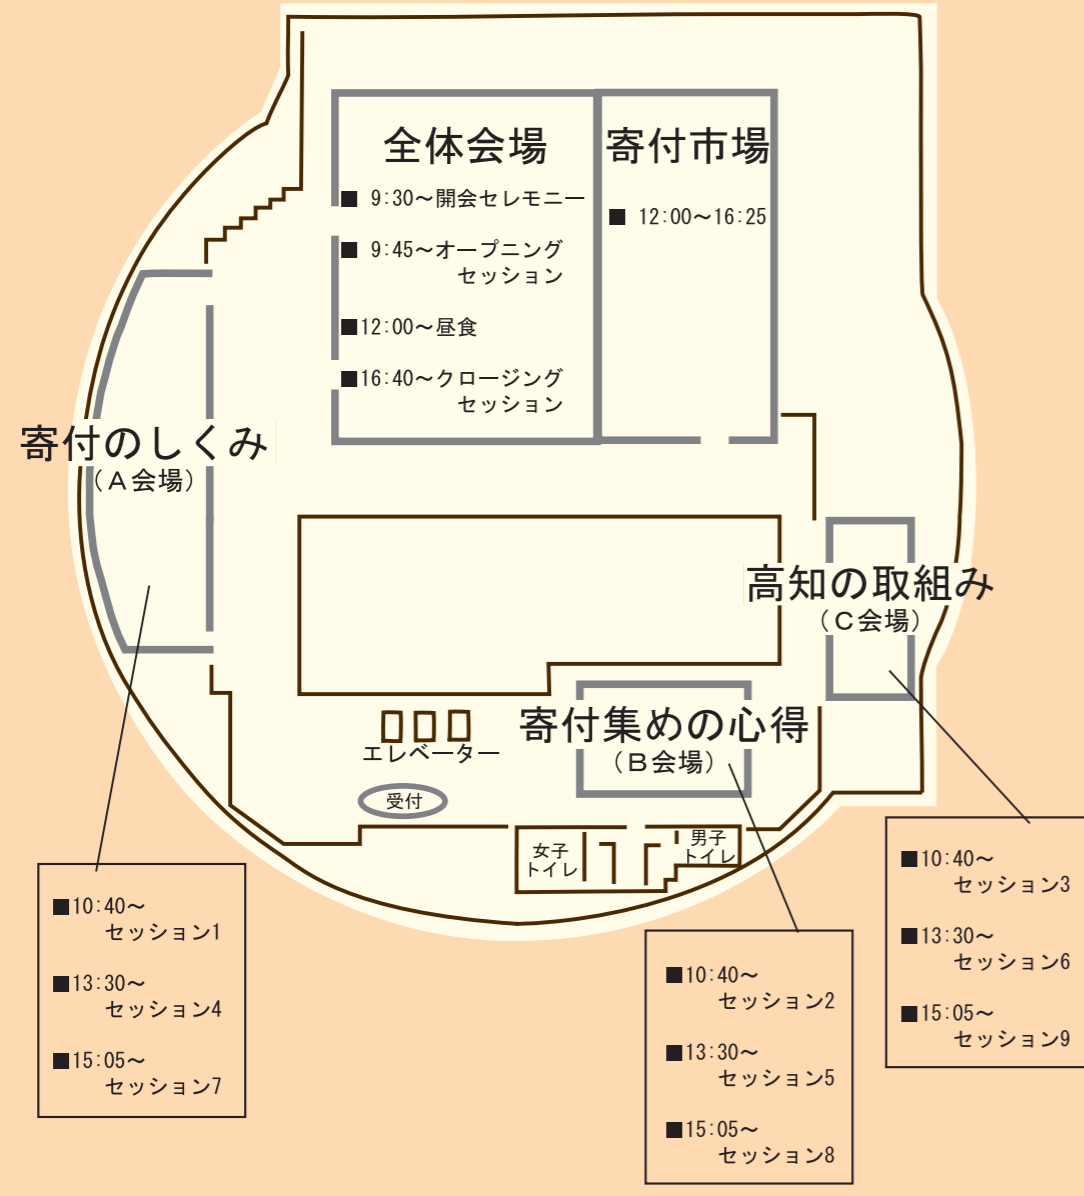 全体会場
■ 9:30～開会セレモニー
■ 9:45～オープニング
セッション
■12:00～昼食
■16:40～クロージング
セッション
寄付市場
■ 12:00～16:25
寄付のしくみ
（A会場）
高知の取組み
（C会場）
寄付集めの心得
（B会場）
エレベーター
受付
女子
トイレ
男子
トイレ
■10:40～
セッション1
■13:30～
セッション4
■15:05～
セッション7
■10:40～
セッション2
■13:30～
セッション5
■15:05～
セッション8
■10:40～
セッション3
■13:30～
セッション6
■15:05～
セッション9